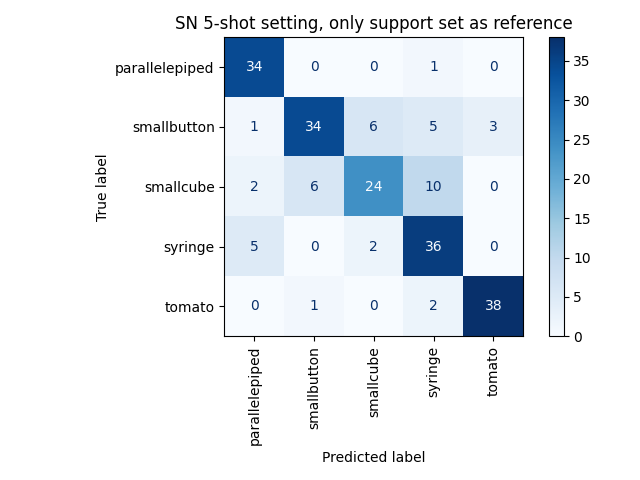 SN 5-shot setting, only support set as reference
parallelepiped 34 0 0 1 0
smallbutton 1 34 6 5 3
smallcube 2 6 24 10 0
syringe 5 0 2 36 0
tomato 0 1 0 2 38
True label
parallelepiped smallbutton smallcube syringe tomato
Predicted label
35
30
25
20
15
10
5
0